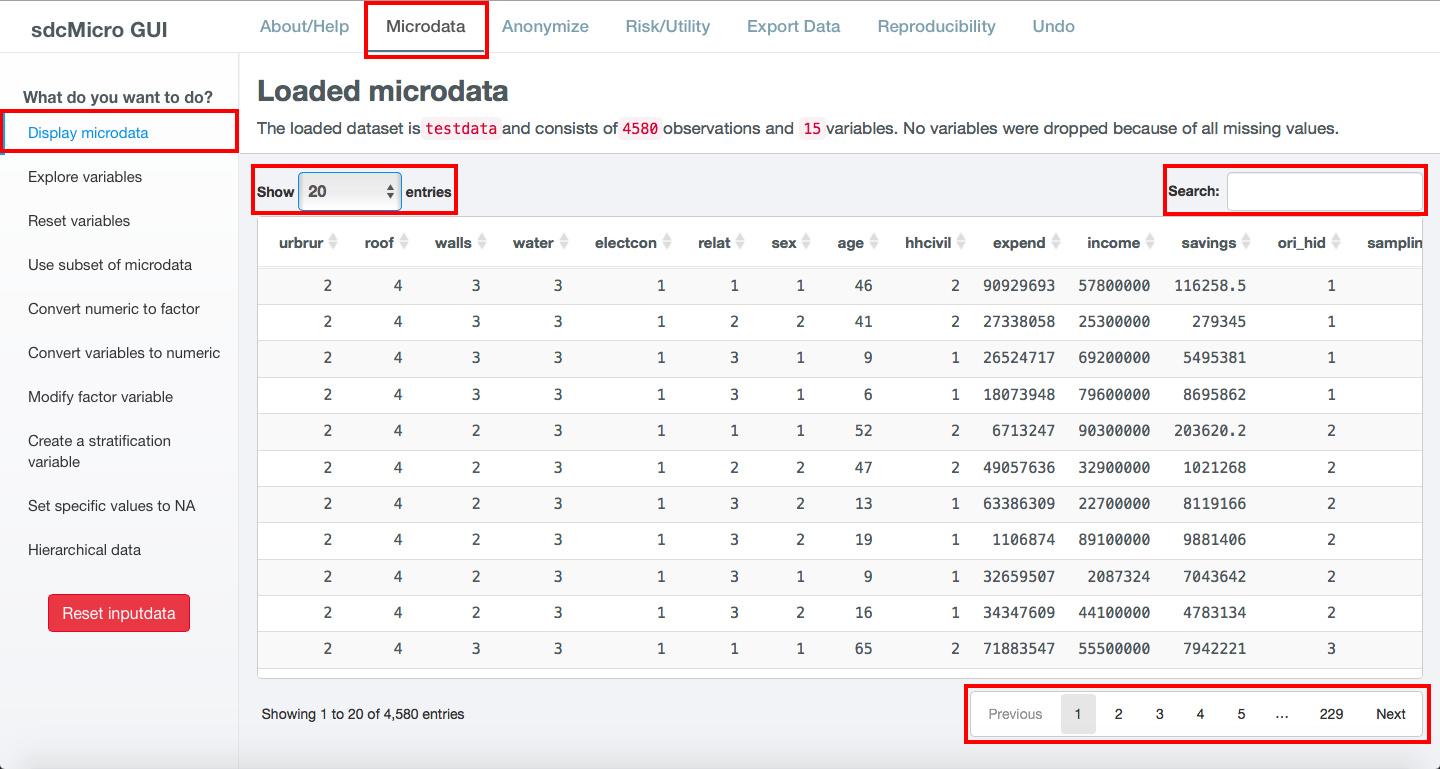 sdcMicro GUI About/Help Microdata Anonymize Risk/Utility Export Data Reproducibility Undo
What do you want to do?
Display microdata
Explore variables
Reset variables
Use subset of microdata
Convert numeric to factor
Convert variables to numeric
Modify factor variable
Create a stratification
variable
Set specific values to NA
Hierarchical data
Reset inputdata
Loaded microdata
The loaded dataset is testdata and consists of 4580 observations and 15 variables. No variables were dropped because of all missing values.
Show 20 entries Search:
urbrur roof walls water electcon relat sex age hhcivil expend income savings ori_hid samplin
2 4 3 3 1 1 1 46 2 90929693 57800000 116258.5 1
2 4 3 3 1 2 2 41 2 27338058 25300000 279345 1
2 4 3 3 1 3 1 9 1 26524717 69200000 5495381 1
2 4 3 3 1 3 1 6 1 18073948 79600000 8695862 1
2 4 2 3 1 1 1 52 2 6713247 90300000 203620.2 2
2 4 2 3 1 2 2 47 2 49057636 32900000 1021268 2
2 4 2 3 1 3 2 13 1 63386309 22700000 8119166 2
2 4 2 3 1 3 2 19 1 1106874 89100000 9881406 2
2 4 2 3 1 3 1 9 1 32659507 2087324 7043642 2
2 4 2 3 1 3 2 16 1 34347609 44100000 4783134 2
2 4 3 3 1 1 1 65 2 71883547 55500000 7942221 3
Showing 1 to 20 of 4,580 entries Previous 1 2 3 4 5 ... 229 Next